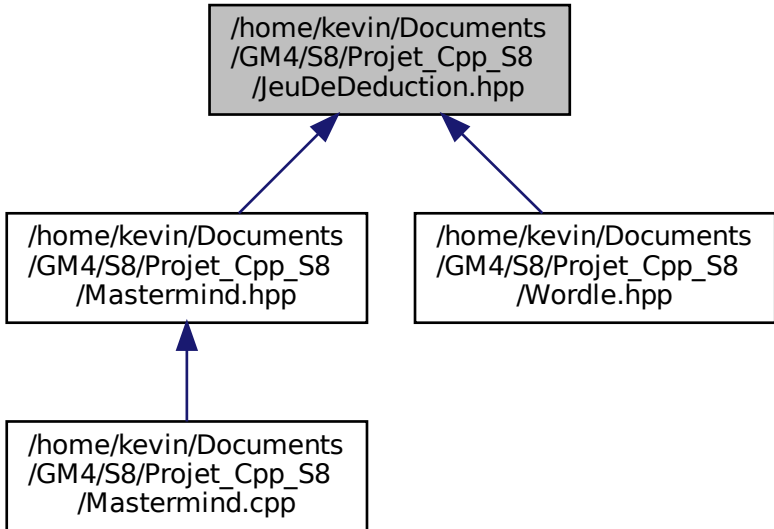 /home/kevin/Documents
/GM4/S8/Projet_Cpp_S8
/JeuDeDeduction.hpp
/home/kevin/Documents
/GM4/S8/Projet_Cpp_S8
/Mastermind.hpp
/home/kevin/Documents
/GM4/S8/Projet_Cpp_S8
/Wordle.hpp
/home/kevin/Documents
/GM4/S8/Projet_Cpp_S8
/Mastermind.cpp